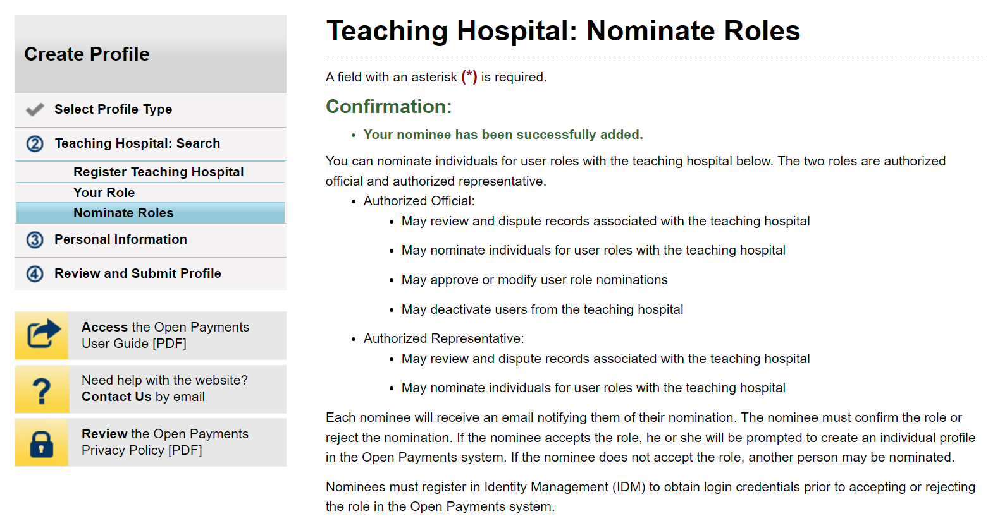 Create Profile
Select Profile Type
2 Teaching Hospital: Search
Register Teaching Hospital
Your Role
Nominate Roles
3 Personal Information
4 Review and Submit Profile
Access the Open Payments
User Guide [PDF]
? Need help with the website?
Contact Us by email
Review the Open Payments
Privacy Policy [PDF]
Teaching Hospital: Nominate Roles
A field with an asterisk (*) is required.
Confirmation:
• Your nominee has been successfully added.
You can nominate individuals for user roles with the teaching hospital below. The two roles are authorized
official and authorized representative.
• Authorized Official:
• May review and dispute records associated with the teaching hospital
• May nominate individuals for user roles with the teaching hospital
• May approve or modify user role nominations
• May deactivate users from the teaching hospital
• Authorized Representative:
• May review and dispute records associated with the teaching hospital
• May nominate individuals for user roles with the teaching hospital
Each nominee will receive an email notifying them of their nomination. The nominee must confirm the role or
reject the nomination. If the nominee accepts the role, he or she will be prompted to create an individual profile
in the Open Payments system. If the nominee does not accept the role, another person may be nominated.
Nominees must register in Identity Management (IDM) to obtain login credentials prior to accepting or rejecting
the role in the Open Payments system.